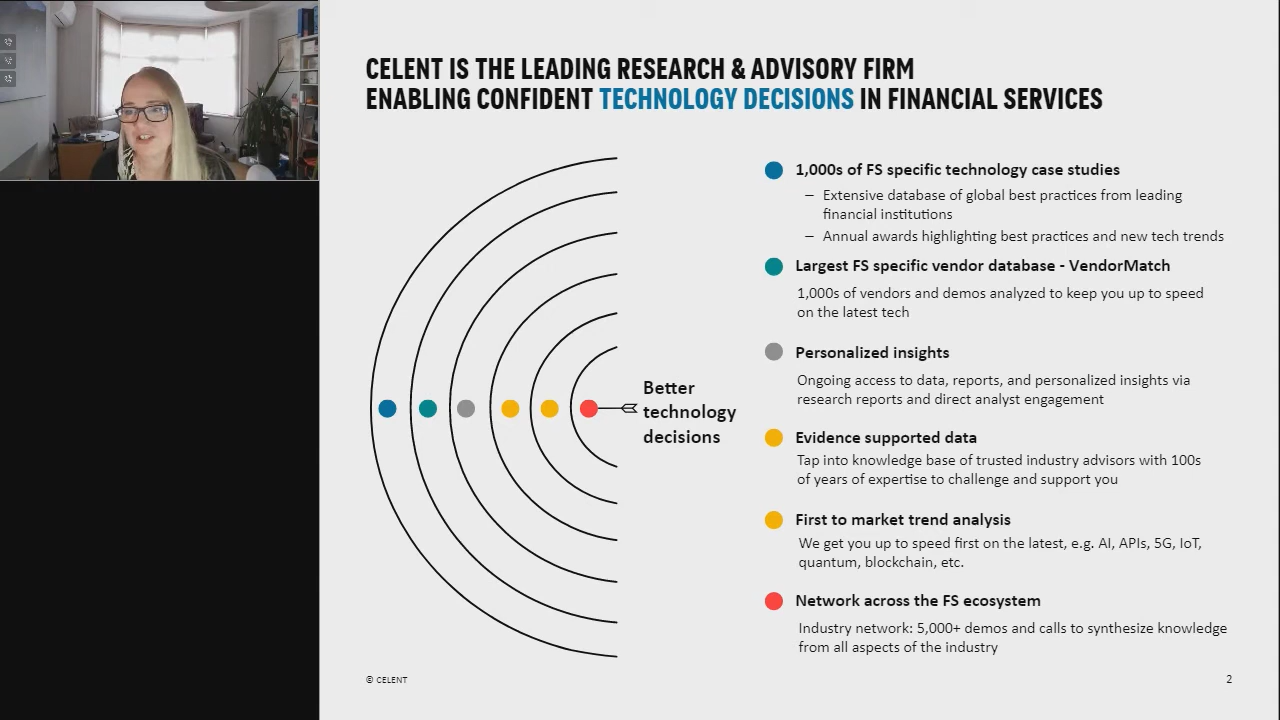 CELENT IS THE LEADING RESEARCH & ADVISORY FIRM
ENABLING CONFIDENT TECHNOLOGY DECISIONS IN FINANCIAL SERVICES
Better
technology
decisions
1,000s of FS specific technology case studies
– Extensive database of global best practices from leading
financial institutions
– Annual awards highlighting best practices and new tech trends
Largest FS specific vendor database - VendorMatch
1,000s of vendors and demos analyzed to keep you up to speed
on the latest tech
Personalized insights
Ongoing access to data, reports, and personalized insights via
research reports and direct analyst engagement
Evidence supported data
Tap into knowledge base of trusted industry advisors with 100s
of years of expertise to challenge and support you
First to market trend analysis
We get you up to speed first on the latest, e.g. AI, APIs, 5G, IoT,
quantum, blockchain, etc.
Network across the FS ecosystem
Industry network: 5,000+ demos and calls to synthesize knowledge
from all aspects of the industry
© CELENT
2